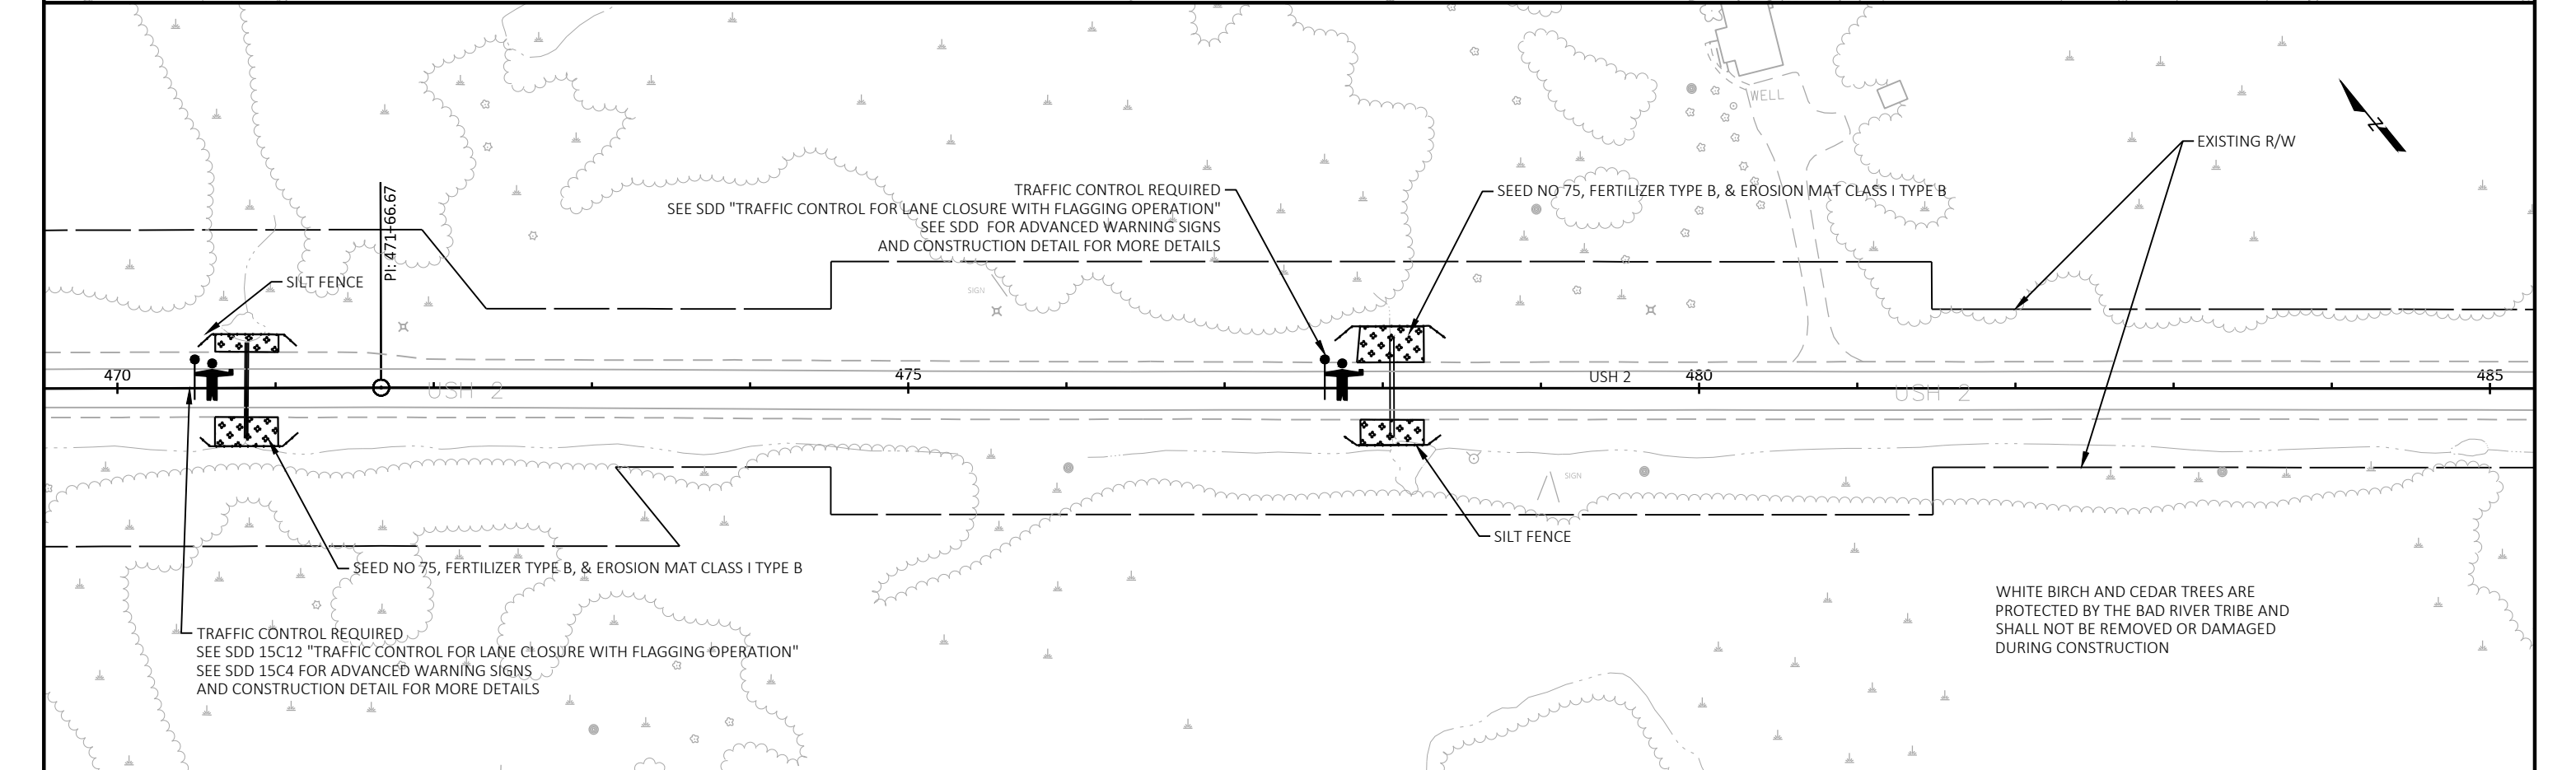 WELL
EXISTING R/W
N
TRAFFIC CONTROL REQUIRED
SEE SDD "TRAFFIC CONTROL FOR LANE CLOSURE WITH FLAGGING OPERATION"
SEE SDD FOR ADVANCED WARNING SIGNS
AND CONSTRUCTION DETAIL FOR MORE DETAILS
SEED NO 75, FERTILIZER TYPE B, & EROSION MAT CLASS I TYPE B
PI: 471+66.67
SILT FENCE
SIGN
470
475
USH 2
480
485
USH 2
USH 2
SIGN
SILT FENCE
SEED NO 75, FERTILIZER TYPE B, & EROSION MAT CLASS I TYPE B
TRAFFIC CONTROL REQUIRED
SEE SDD 15C12 "TRAFFIC CONTROL FOR LANE CLOSURE WITH FLAGGING OPERATION"
SEE SDD 15C4 FOR ADVANCED WARNING SIGNS
AND CONSTRUCTION DETAIL FOR MORE DETAILS
WHITE BIRCH AND CEDAR TREES ARE
PROTECTED BY THE BAD RIVER TRIBE AND
SHALL NOT BE REMOVED OR DAMAGED
DURING CONSTRUCTION